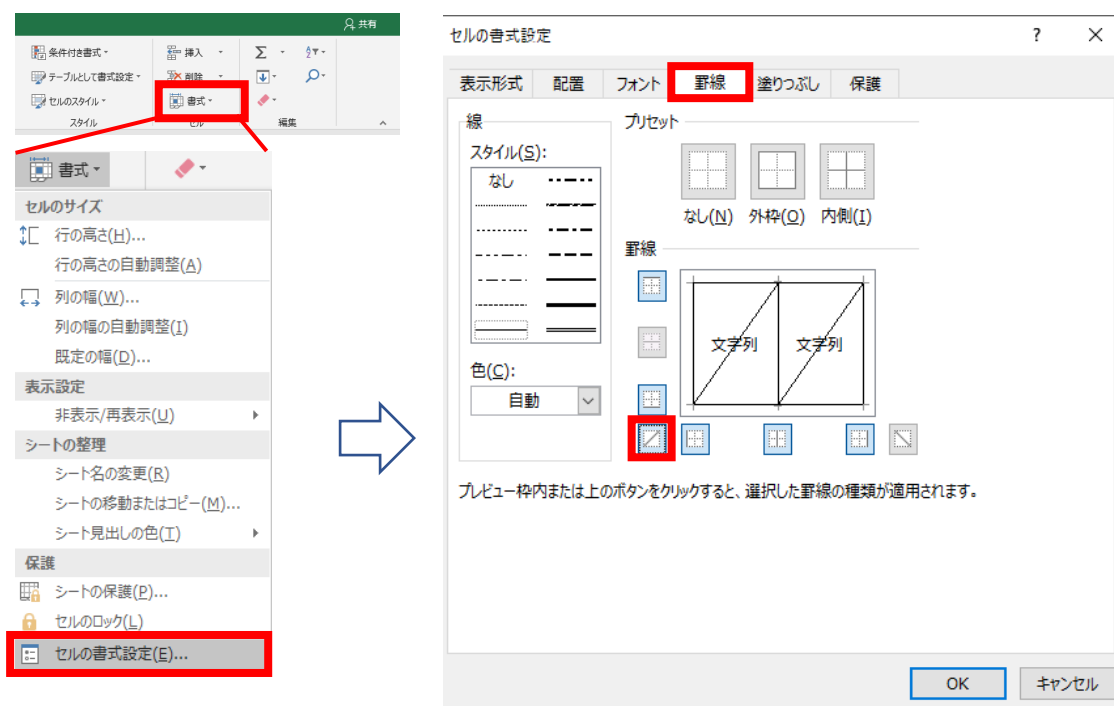 共有
条件付き書式
挿入
テーブルとして書式設定
削除
セルのスタイル
書式
スタイル
セル
編集
書式
セルのサイズ
行の高さ(H)...
行の高さの自動調整(A)
列の幅(W)...
列の幅の自動調整(I)
既定の幅(D)...
表示設定
非表示/再表示(U)
シートの整理
シート名の変更(R)
シートの移動またはコピー(M)...
シート見出しの色(T)
保護
シートの保護(P)...
セルのロック(L)
セルの書式設定(E)...
セルの書式設定
?
表示形式 配置 フォント 罫線 塗りつぶし 保護
線
スタイル(S):
なし
色(C):
自動
プリセット
なし(N) 外枠(O) 内側(I)
罫線
文字列 文字列
プレビュー枠内または上のボタンをクリックすると、選択した罫線の種類が適用されます。
OK キャンセル